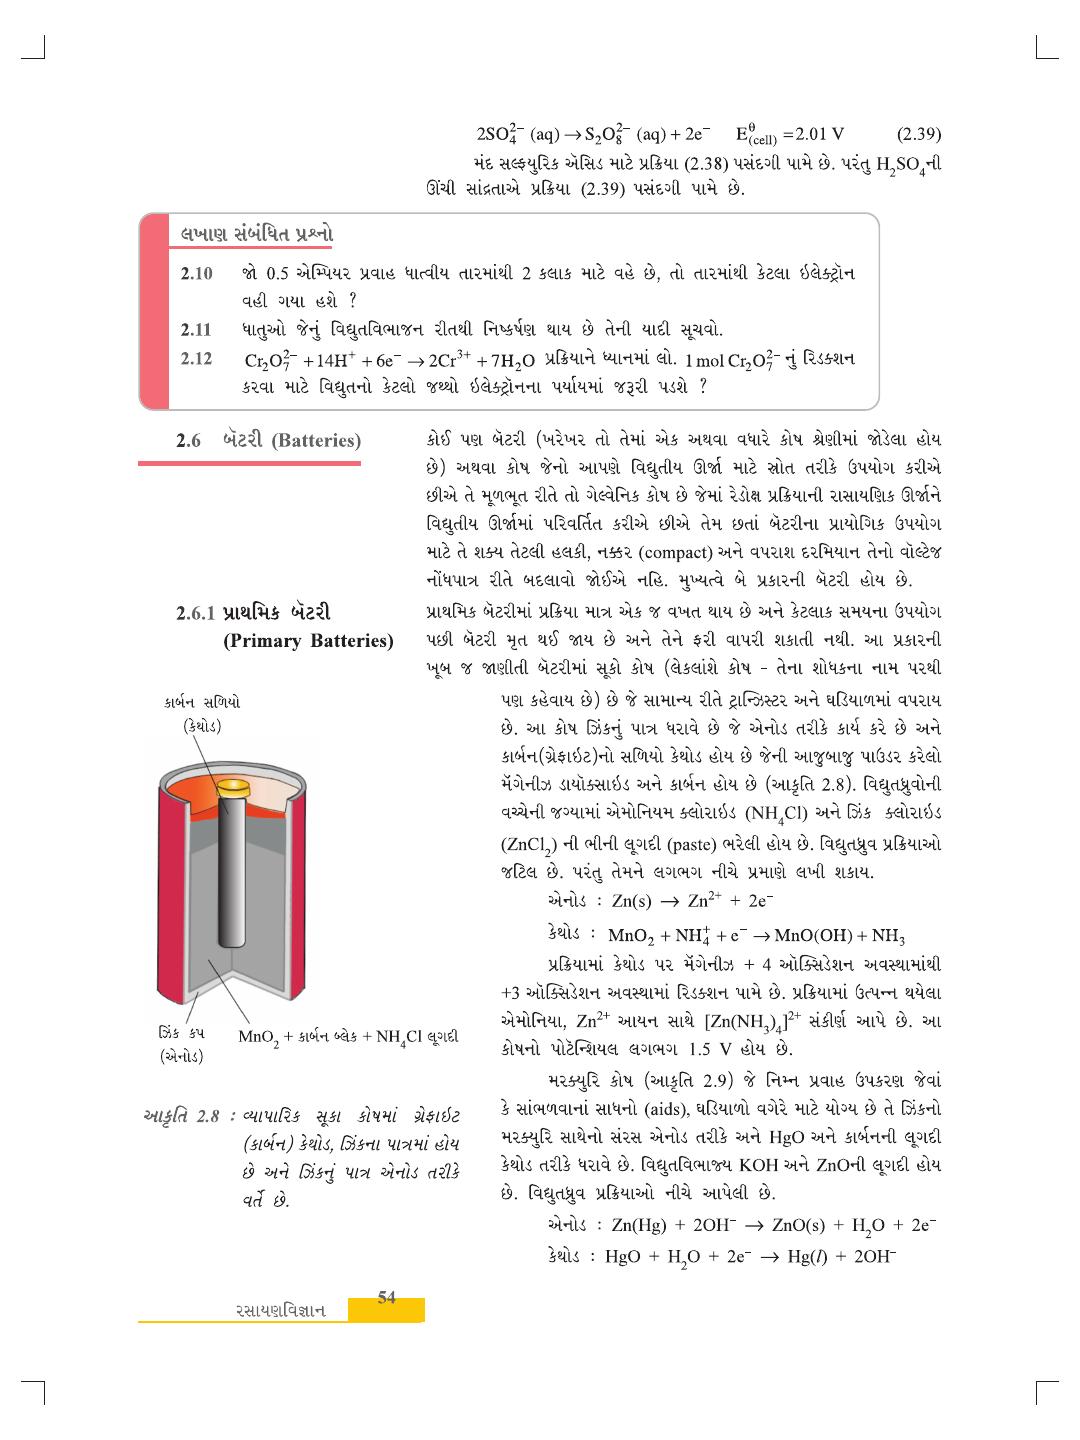 2SO₄²⁻ (aq) → S₂O₈²⁻ (aq) + 2e⁻ E^θ_(cell) = 2.01 V (2.39)
મંદ સલ્ફ્યુરિક ઍસિડ માટે પ્રક્રિયા (2.38) પસંદગી પામે છે. પરંતુ H₂SO₄ની
ઊંચી સાંદ્રતાએ પ્રક્રિયા (2.39) પસંદગી પામે છે.
લખાણ સંબંધિત પ્રશ્નો
2.10 જો 0.5 એમ્પિયર પ્રવાહ ધાત્વીય તારમાંથી 2 કલાક માટે વહે છે, તો તારમાંથી કેટલા ઇલેક્ટ્રૉન
વહી ગયા હશે ?
2.11 ધાતુઓ જેનું વિદ્યુતવિભાજન રીતથી નિષ્કર્ષણ થાય છે તેની યાદી સૂચવો.
2.12 Cr₂O₇²⁻ + 14H⁺ + 6e⁻ → 2Cr³⁺ + 7H₂O પ્રક્રિયાને ધ્યાનમાં લો. 1 mol Cr₂O₇²⁻ નું રિડક્શન
કરવા માટે વિદ્યુતનો કેટલો જથ્થો ઇલેક્ટ્રૉનના પર્યાયમાં જરૂરી પડશે ?
2.6 બૅટરી (Batteries)
કોઈ પણ બૅટરી (ખરેખર તો તેમાં એક અથવા વધારે કોષ શ્રેણીમાં જોડેલા હોય
છે) અથવા કોષ જેનો આપણે વિદ્યુતીય ઊર્જા માટે સ્રોત તરીકે ઉપયોગ કરીએ
છીએ તે મૂળભૂત રીતે તો ગેલ્વેનિક કોષ છે જેમાં રેડોક્ષ પ્રક્રિયાની રાસાયણિક ઊર્જાને
વિદ્યુતીય ઊર્જામાં પરિવર્તિત કરીએ છીએ તેમ છતાં બૅટરીના પ્રાયોગિક ઉપયોગ
માટે તે શક્ય તેટલી હલકી, નક્કર (compact) અને વપરાશ દરમિયાન તેનો વૉલ્ટેજ
નોંધપાત્ર રીતે બદલાવો જોઈએ નહિ. મુખ્યત્વે બે પ્રકારની બૅટરી હોય છે.
2.6.1 પ્રાથમિક બૅટરી
(Primary Batteries)
પ્રાથમિક બૅટરીમાં પ્રક્રિયા માત્ર એક જ વખત થાય છે અને કેટલાક સમયના ઉપયોગ
પછી બૅટરી મૃત થઈ જાય છે અને તેને ફરી વાપરી શકાતી નથી. આ પ્રકારની
ખૂબ જ જાણીતી બૅટરીમાં સૂકો કોષ (લેકલાંશે કોષ – તેના શોધકના નામ પરથી
પણ કહેવાય છે) છે જે સામાન્ય રીતે ટ્રાન્ઝિસ્ટર અને ઘડિયાળમાં વપરાય
છે. આ કોષ ઝિંકનું પાત્ર ધરાવે છે જે એનોડ તરીકે કાર્ય કરે છે અને
કાર્બન(ગ્રેફાઇટ)નો સળિયો કેથોડ હોય છે જેની આજુબાજુ પાઉડર કરેલો
મૅંગેનીઝ ડાયૉક્સાઇડ અને કાર્બન હોય છે (આકૃતિ 2.8). વિદ્યુતધ્રુવોની
વચ્ચેની જગ્યામાં એમોનિયમ ક્લોરાઇડ (NH₄Cl) અને ઝિંક ક્લોરાઇડ
(ZnCl₂) ની ભીની લૂગદી (paste) ભરેલી હોય છે. વિદ્યુતધ્રુવ પ્રક્રિયાઓ
જટિલ છે. પરંતુ તેમને લગભગ નીચે પ્રમાણે લખી શકાય.
એનોડ : Zn(s) → Zn²⁺ + 2e⁻
કેથોડ : MnO₂ + NH₄⁺ + e⁻ → MnO(OH) + NH₃
પ્રક્રિયામાં કેથોડ પર મૅંગેનીઝ + 4 ઑક્સિડેશન અવસ્થામાંથી
+3 ઑક્સિડેશન અવસ્થામાં રિડક્શન પામે છે. પ્રક્રિયામાં ઉત્પન્ન થયેલા
એમોનિયા, Zn²⁺ આયન સાથે [Zn(NH₃)₄]²⁺ સંકીર્ણ આપે છે. આ
કોષનો પોટૅન્શિયલ લગભગ 1.5 V હોય છે.
મરક્યુરિ કોષ (આકૃતિ 2.9) જે નિમ્ન પ્રવાહ ઉપકરણ જેવાં
કે સાંભળવાનાં સાધનો (aids), ઘડિયાળો વગેરે માટે યોગ્ય છે તે ઝિંકનો
મરક્યુરિ સાથેનો સંરસ એનોડ તરીકે અને HgO અને કાર્બનની લૂગદી
કેથોડ તરીકે ધરાવે છે. વિદ્યુતવિભાજ્ય KOH અને ZnOની લૂગદી હોય
છે. વિદ્યુતધ્રુવ પ્રક્રિયાઓ નીચે આપેલી છે.
એનોડ : Zn(Hg) + 2OH⁻ → ZnO(s) + H₂O + 2e⁻
કેથોડ : HgO + H₂O + 2e⁻ → Hg(l) + 2OH⁻
કાર્બન સળિયો
(કેથોડ)
ઝિંક કપ
(એનોડ)
MnO₂ + કાર્બન બ્લેક + NH₄Cl લૂગદી
આકૃતિ 2.8 : વ્યાપારિક સૂકા કોષમાં ગ્રેફાઇટ
(કાર્બન) કેથોડ, ઝિંકના પાત્રમાં હોય
છે અને ઝિંકનું પાત્ર એનોડ તરીકે
વર્તે છે.
રસાયણવિજ્ઞાન 54